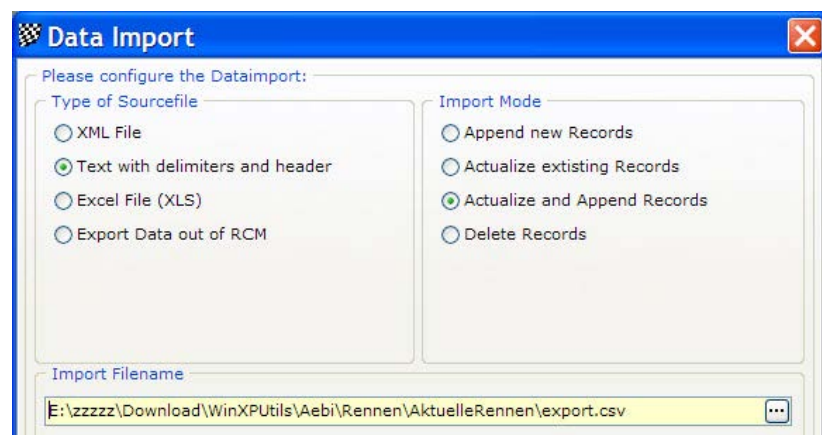 Data Import
Please configure the Dataimport:
Type of Sourcefile
XML File
Text with delimiters and header
Excel File (XLS)
Export Data out of RCM
Import Mode
Append new Records
Actualize extisting Records
Actualize and Append Records
Delete Records
Import Filename
E:\zzzzz\Download\WinXPUtils\Aebi\Rennen\AktuelleRennen\export.csv
...